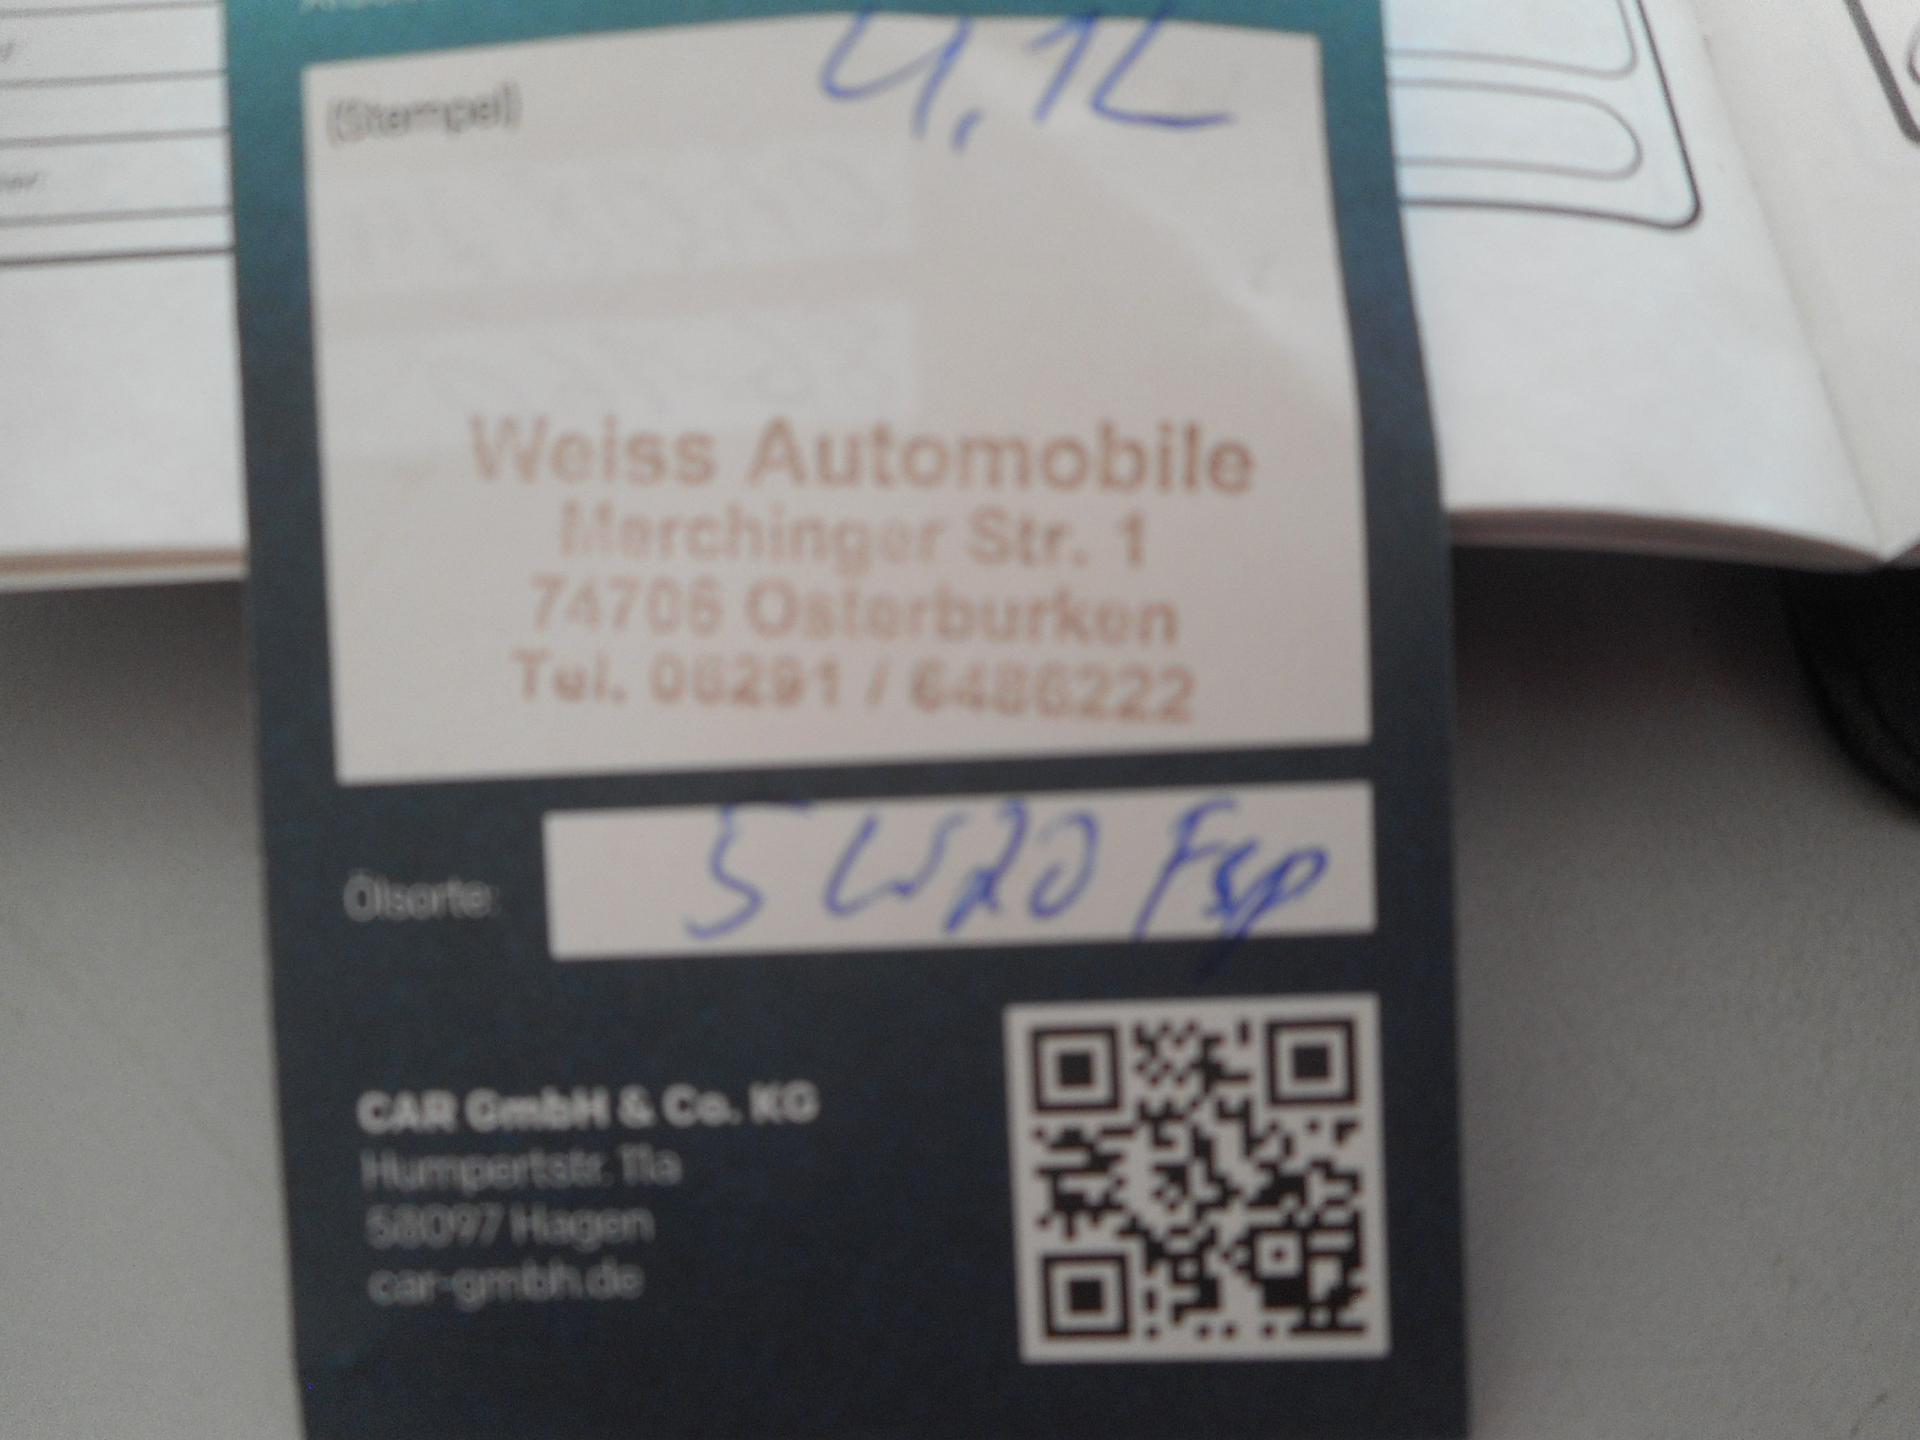 4,1L
(Stempel)
Weiss Automobile
Merchinger Str. 1
74706 Osterburken
Tel. 06291 / 6486222
Ölsorte:
5W20 Fsp
CAR GmbH & Co. KG
Humpertstr. 11a
58097 Hagen
car-gmbh.de